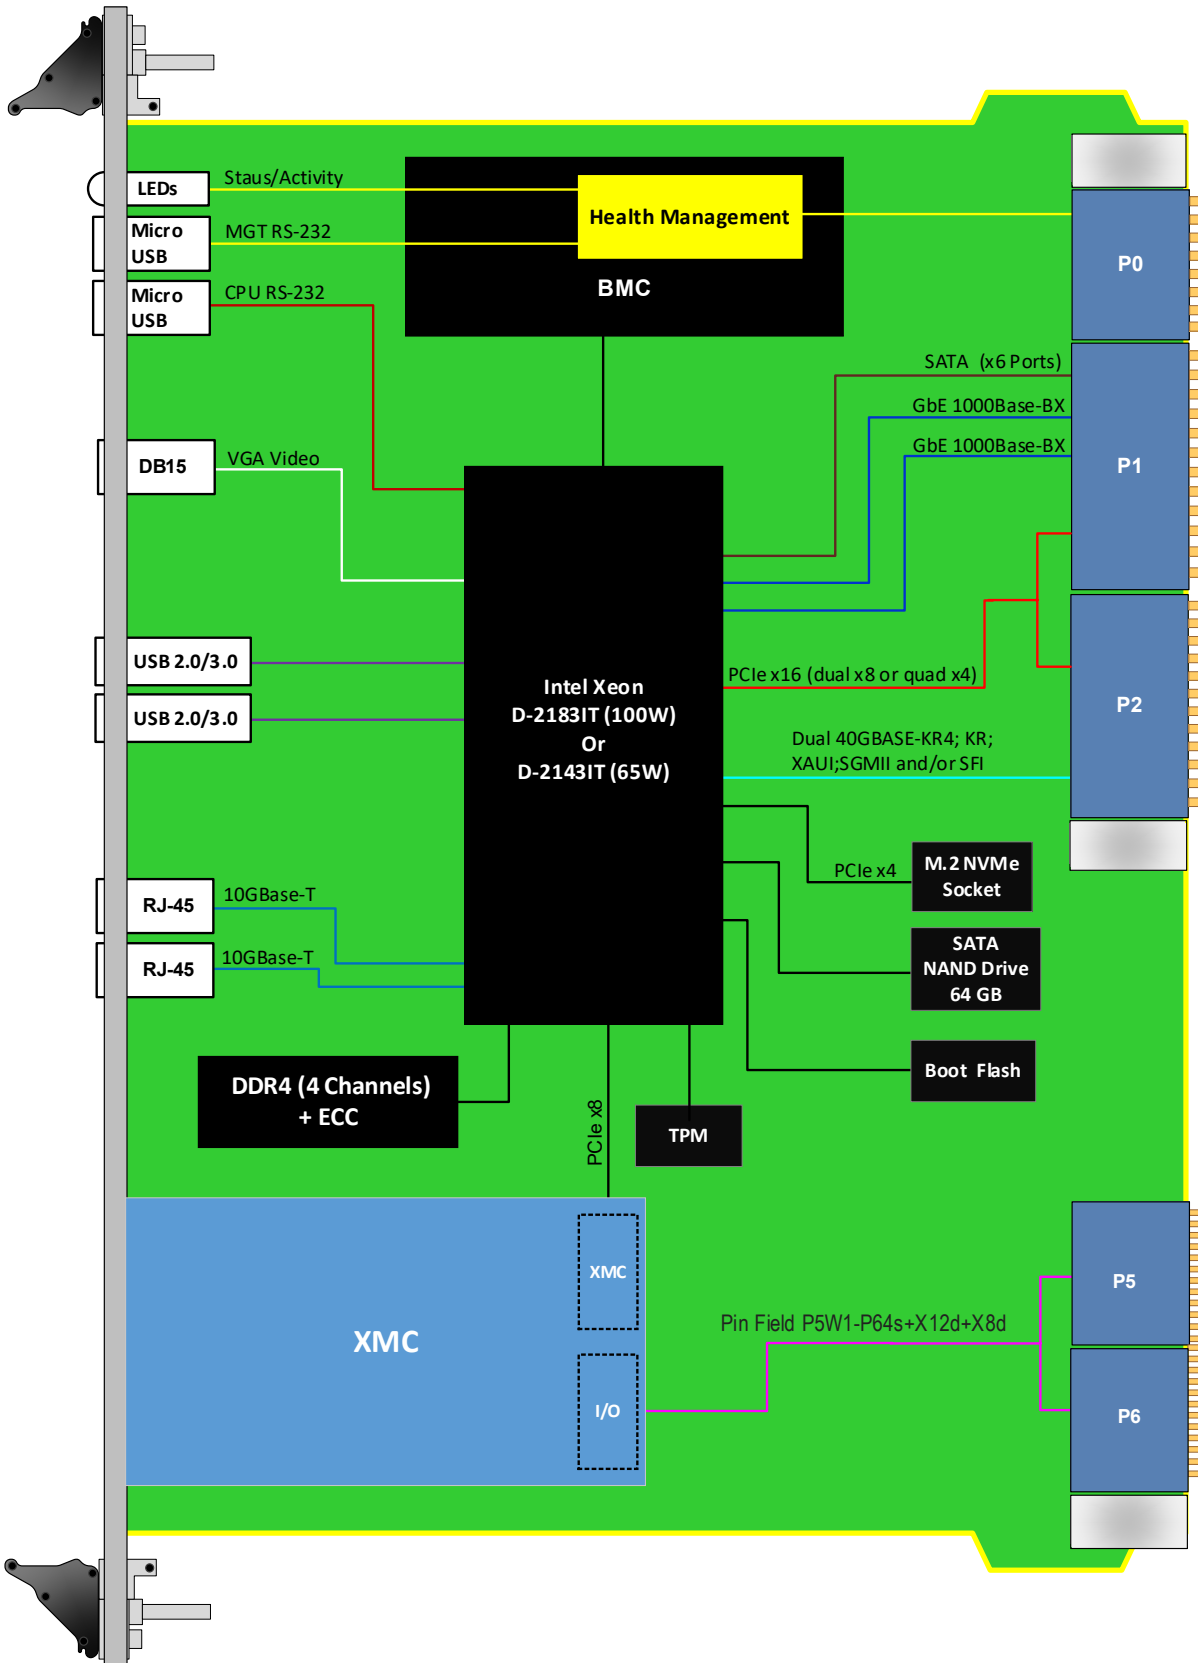 LEDs
Staus/Activity
Micro
USB
MGT RS-232
Micro
USB
CPU RS-232
Health Management
BMC
P0
SATA  (x6 Ports)
GbE 1000Base-BX
GbE 1000Base-BX
P1
DB15
VGA Video
USB 2.0/3.0
USB 2.0/3.0
Intel Xeon
D-2183IT (100W)
Or
D-2143IT (65W)
PCIe x16 (dual x8 or quad x4)
P2
Dual 40GBASE-KR4; KR;
XAUI;SGMII and/or SFI
RJ-45
10GBase-T
RJ-45
10GBase-T
PCIe x4
M.2 NVMe
Socket
SATA
NAND Drive
64 GB
Boot  Flash
DDR4 (4 Channels)
+ ECC
PCIe x8
TPM
XMC
XMC
I/O
Pin Field P5W1-P64s+X12d+X8d
P5
P6